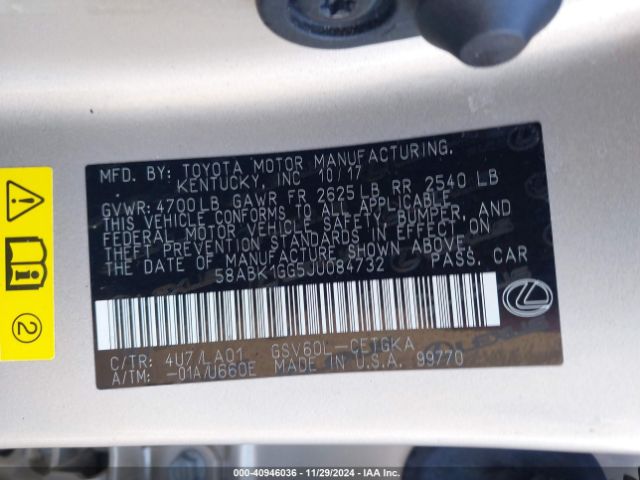 MFD. BY: TOYOTA MOTOR MANUFACTURING,
KENTUCKY, INC 10/17
GVWR: 4700LB GAWR FR 2625LB RR 2540 LB
THIS VEHICLE CONFORMS TO ALL APPLICABLE
FEDERAL MOTOR VEHICLE SAFETY, BUMPER, AND
THEFT PREVENTION STANDARDS IN EFFECT ON
THE DATE OF MANUFACTURE SHOWN ABOVE.
58ABK1GG5JU084732 PASS. CAR
C/TR: 4U7/LA01 GSV60L-CETGKA
A/TM: -01A/U660E MADE IN U.S.A. 99770
2
000-40946036 - 11/29/2024 - IAA Inc.